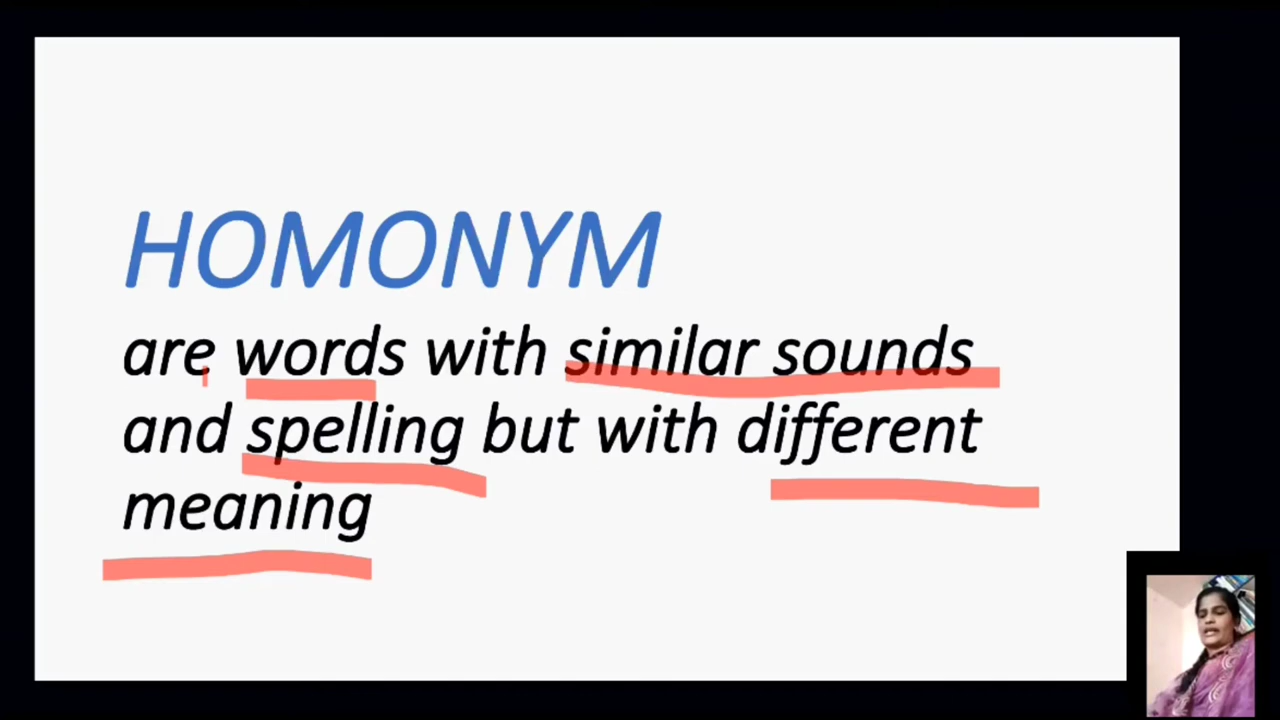 HOMONYM
are words with similar sounds
and spelling but with different
meaning